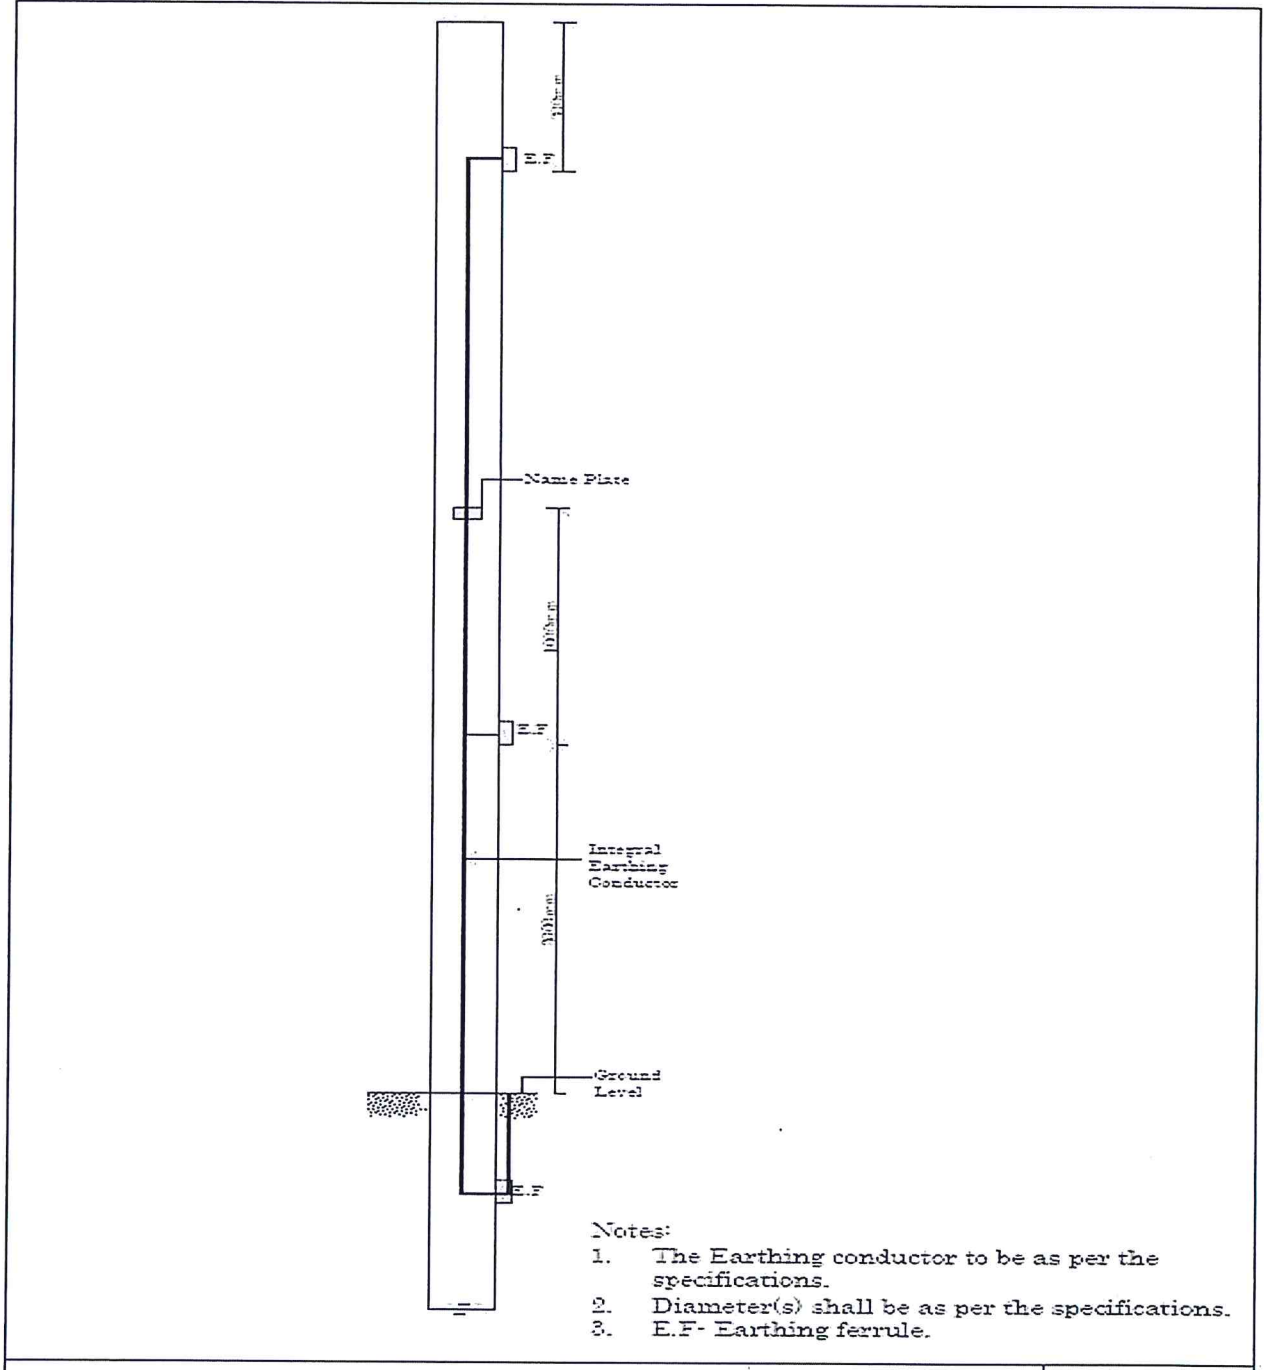 E.F
Name Plate
E.F
Integral
Earthing
Conductor
Ground
Level
E.F
Notes:
1. The Earthing conductor to be as per the
specifications.
2. Diameter(s) shall be as per the specifications.
3. E.F- Earthing ferrule.